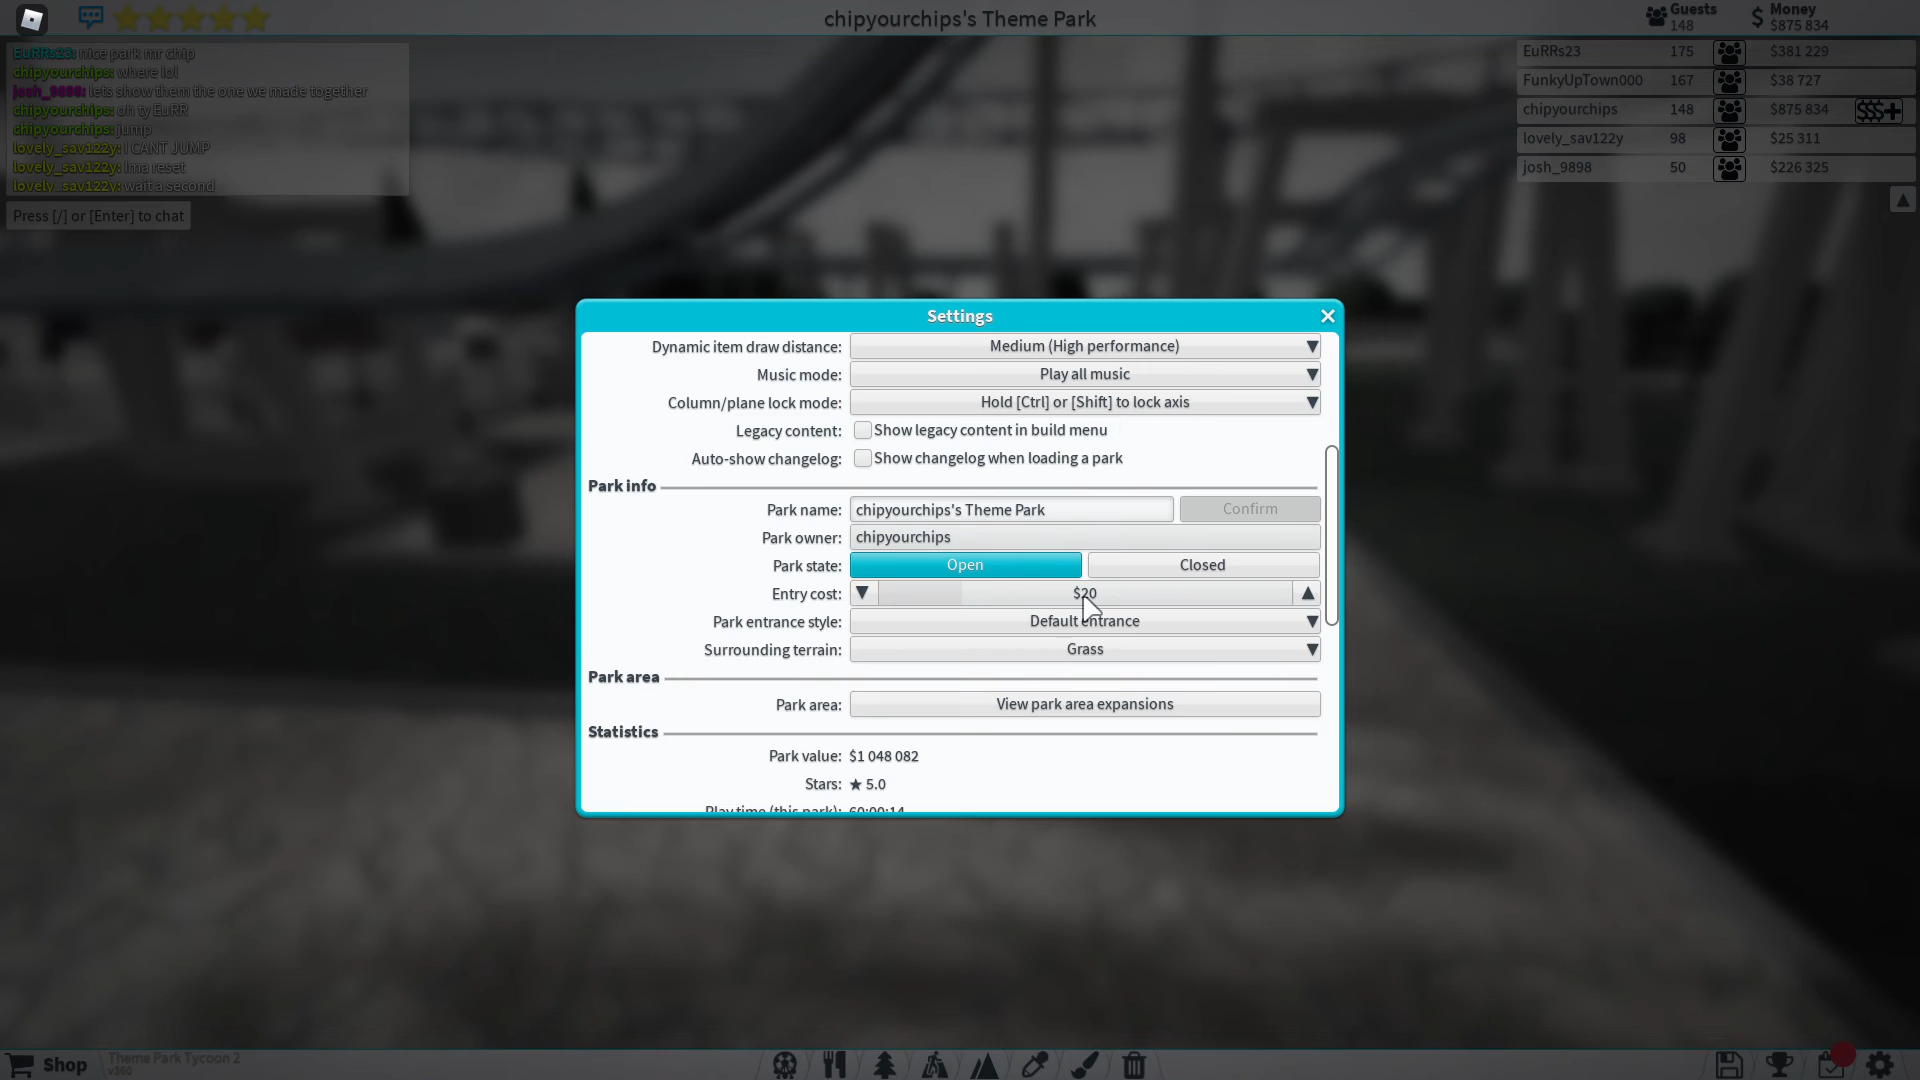 chipyourchips's Theme Park
Guests
148
$ Money
$875 834
EuRRs23: nice park mr chip
chipyourchips: where lol
josh_9898: lets show them the one we made together
chipyourchips: oh ty EuRR
chipyourchips: jump
lovely_sav122y: I CANT JUMP
lovely_sav122y: Ima reset
lovely_sav122y: wait a second
Press [/] or [Enter] to chat
EuRRs23 175 $381 229
FunkyUpTown000 167 $38 727
chipyourchips 148 $875 834 $$$+
lovely_sav122y 98 $25 311
josh_9898 50 $226 325
Settings
Dynamic item draw distance: Medium (High performance)
Music mode: Play all music
Column/plane lock mode: Hold [Ctrl] or [Shift] to lock axis
Legacy content: Show legacy content in build menu
Auto-show changelog: Show changelog when loading a park
Park info
Park name: chipyourchips's Theme Park Confirm
Park owner: chipyourchips
Park state: Open Closed
Entry cost: $20
Park entrance style: Default entrance
Surrounding terrain: Grass
Park area
Park area: View park area expansions
Statistics
Park value: $1 048 082
Stars: ★ 5.0
Play time (this park): 60:00:14
Shop
Theme Park Tycoon 2
v360